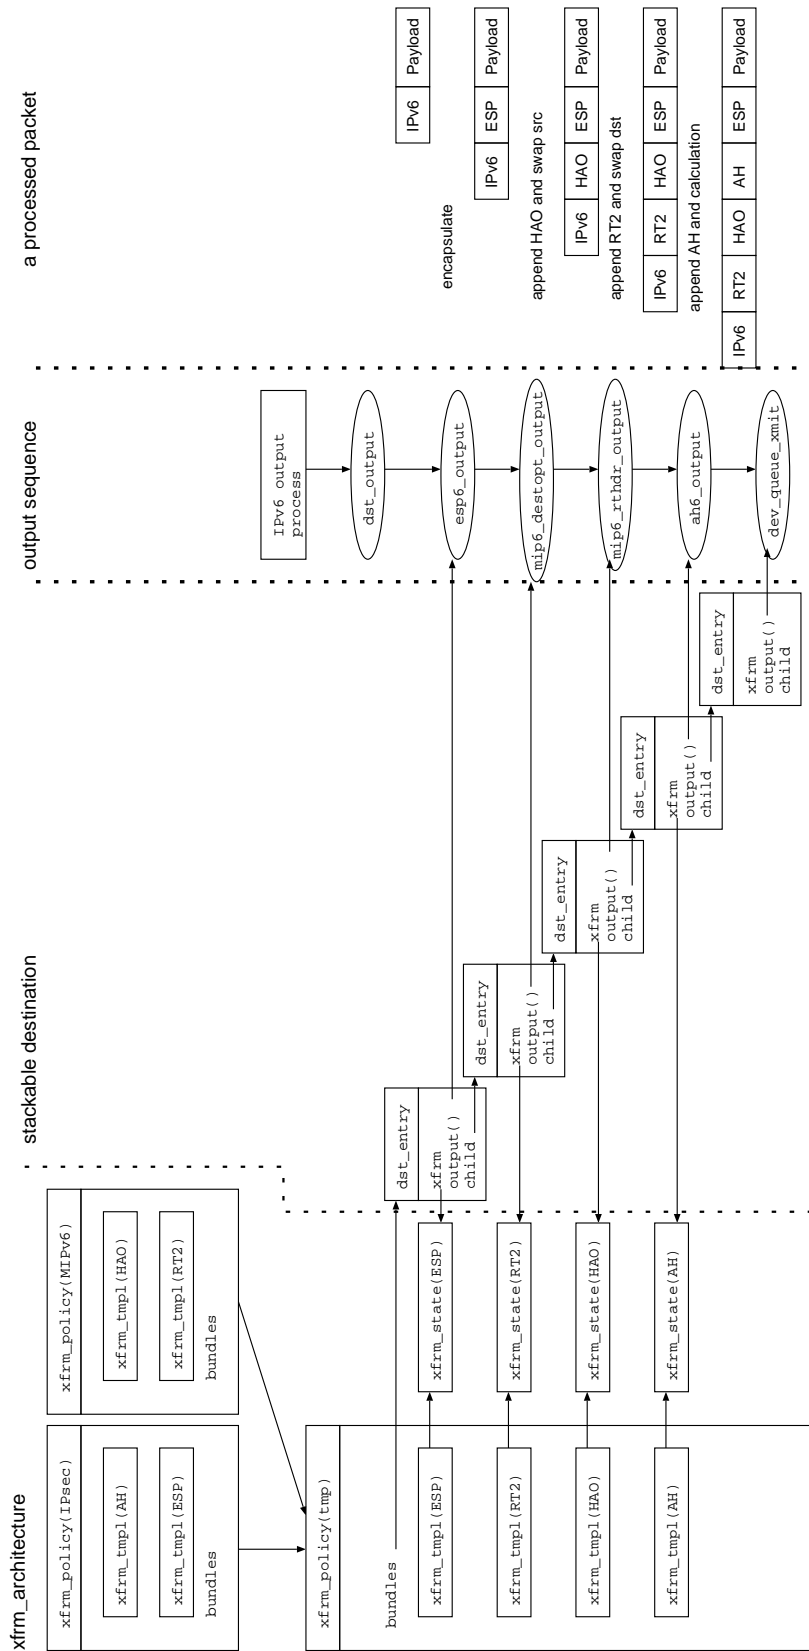 xfrm_architecture
stackable destination
output sequence
a processed packet
xfrm_policy(IPsec)
xfrm_tmpl(AH)
xfrm_tmpl(ESP)
bundles
xfrm_policy(MIPv6)
xfrm_tmpl(HAO)
xfrm_tmpl(RT2)
bundles
xfrm_policy(tmp)
bundles
xfrm_tmpl(ESP)
xfrm_tmpl(RT2)
xfrm_tmpl(HAO)
xfrm_tmpl(AH)
xfrm_state(ESP)
xfrm_state(RT2)
xfrm_state(HAO)
xfrm_state(AH)
dst_entry
xfrm
output()
child
dst_entry
xfrm
output()
child
dst_entry
xfrm
output()
child
dst_entry
xfrm
output()
child
dst_entry
xfrm
output()
child
IPv6 output
process
dst_output
esp6_output
mip6_destopt_output
mip6_rthdr_output
ah6_output
dev_queue_xmit
IPv6 Payload
encapsulate
IPv6 ESP Payload
append HAO and swap src
IPv6 HAO ESP Payload
append RT2 and swap dst
IPv6 RT2 HAO ESP Payload
append AH and calculation
IPv6 RT2 HAO AH ESP Payload